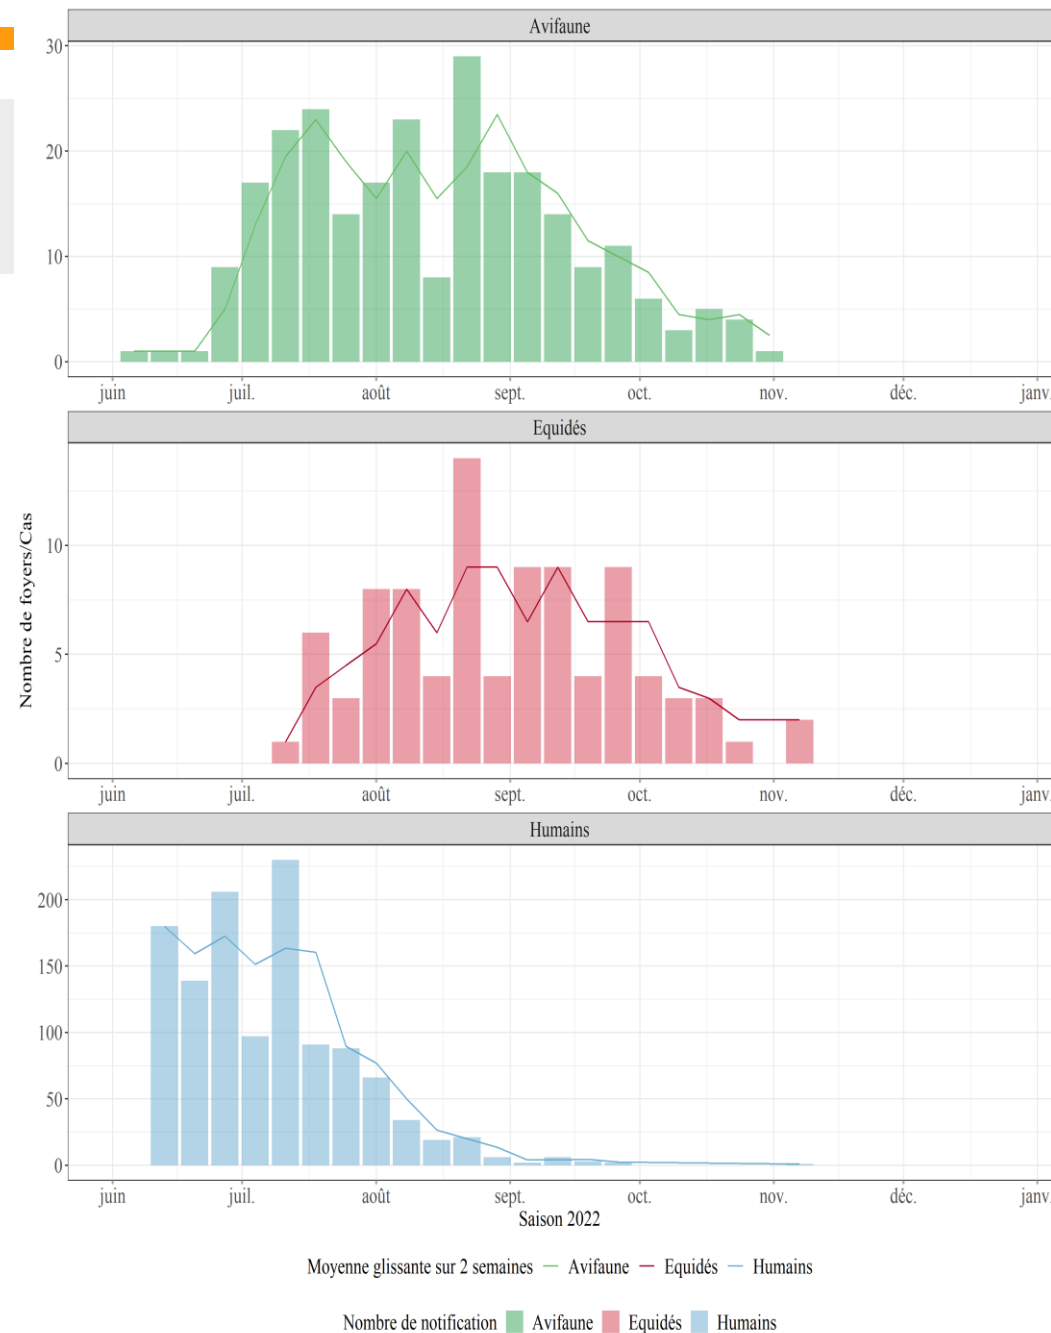 Avifaune
30
20
10
0
juin juil. août sept. oct. nov. déc. janv.
Equidés
10
5
0
juin juil. août sept. oct. nov. déc. janv.
Humains
200
150
100
50
0
juin juil. août sept. oct. nov. déc. janv.
Nombre de foyers/Cas
Saison 2022
Moyenne glissante sur 2 semaines Avifaune Equidés Humains
Nombre de notification Avifaune Equidés Humains